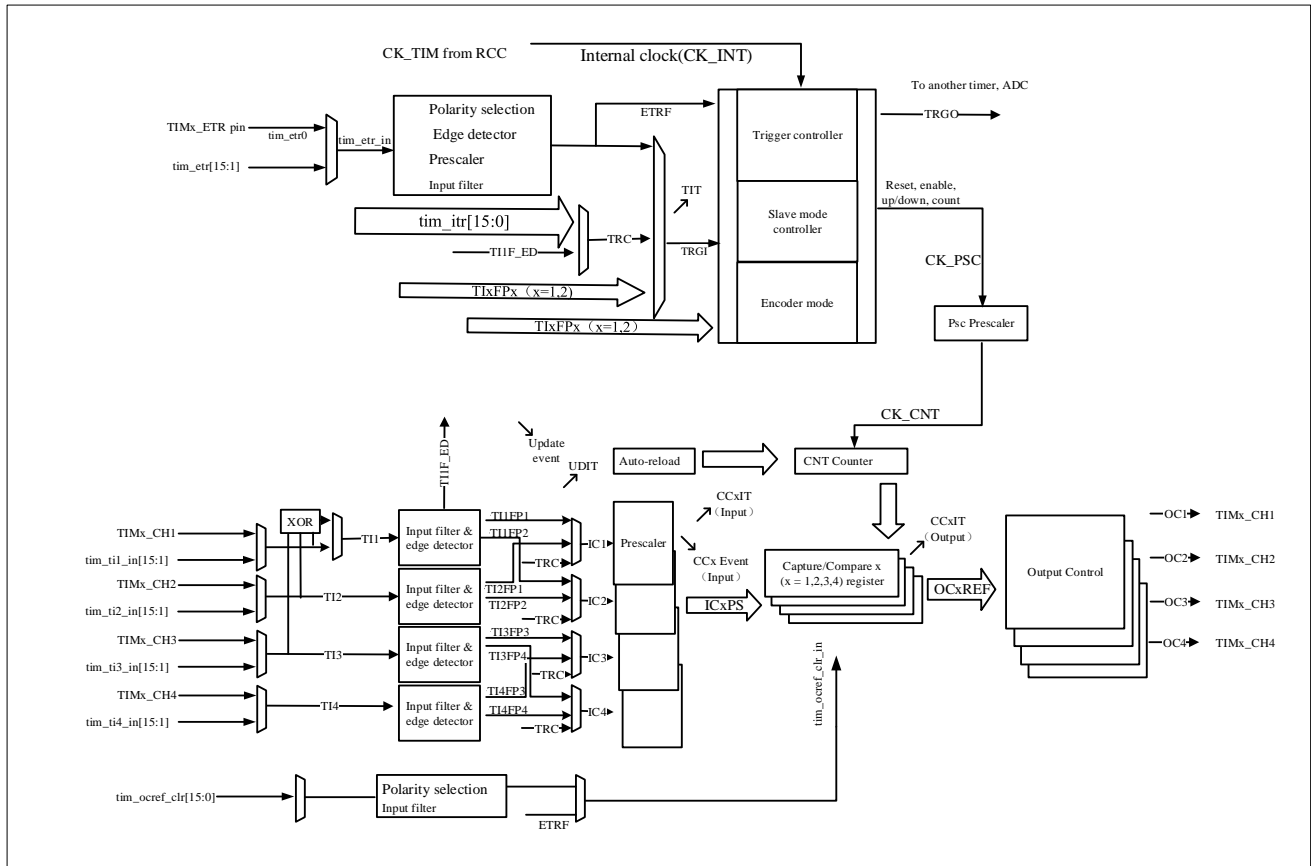 CK_TIM from RCC
Internal clock(CK_INT)
To another timer, ADC
TRGO
TIMx_ETR pin
tim_etr0
tim_etr_in
tim_etr[15:1]
Polarity selection
Edge detector
Prescaler
Input filter
ETRF
Trigger controller
Slave mode
controller
Encoder mode
Reset, enable,
up/down, count
TIT
tim_itr[15:0]
TRC
TI1F_ED
TRGI
TIxFPx（x=1,2）
TIxFPx（x=1,2）
CK_PSC
Psc Prescaler
CK_CNT
TI1F_ED
Update
event
UDIT
Auto-reload
CNT Counter
TIMx_CH1
tim_ti1_in[15:1]
TIMx_CH2
tim_ti2_in[15:1]
TIMx_CH3
tim_ti3_in[15:1]
TIMx_CH4
tim_ti4_in[15:1]
XOR
TI1
TI2
TI3
TI4
Input filter &
edge detector
Input filter &
edge detector
Input filter &
edge detector
Input filter &
edge detector
TI1FP1
TI1FP2
TRC
TI2FP1
TI2FP2
TRC
TI3FP3
TI3FP4
TRC
TI4FP3
TI4FP4
TRC
IC1
IC2
IC3
IC4
Prescaler
CCxIT
（Input）
CCx Event
（Input）
ICxPS
CCxIT
（Output）
Capture/Compare x
(x = 1,2,3,4) register
OCxREF
Output Control
OC1
TIMx_CH1
OC2
TIMx_CH2
OC3
TIMx_CH3
OC4
TIMx_CH4
tim_ocref_clr_in
tim_ocref_clr[15:0]
Polarity selection
Input filter
ETRF